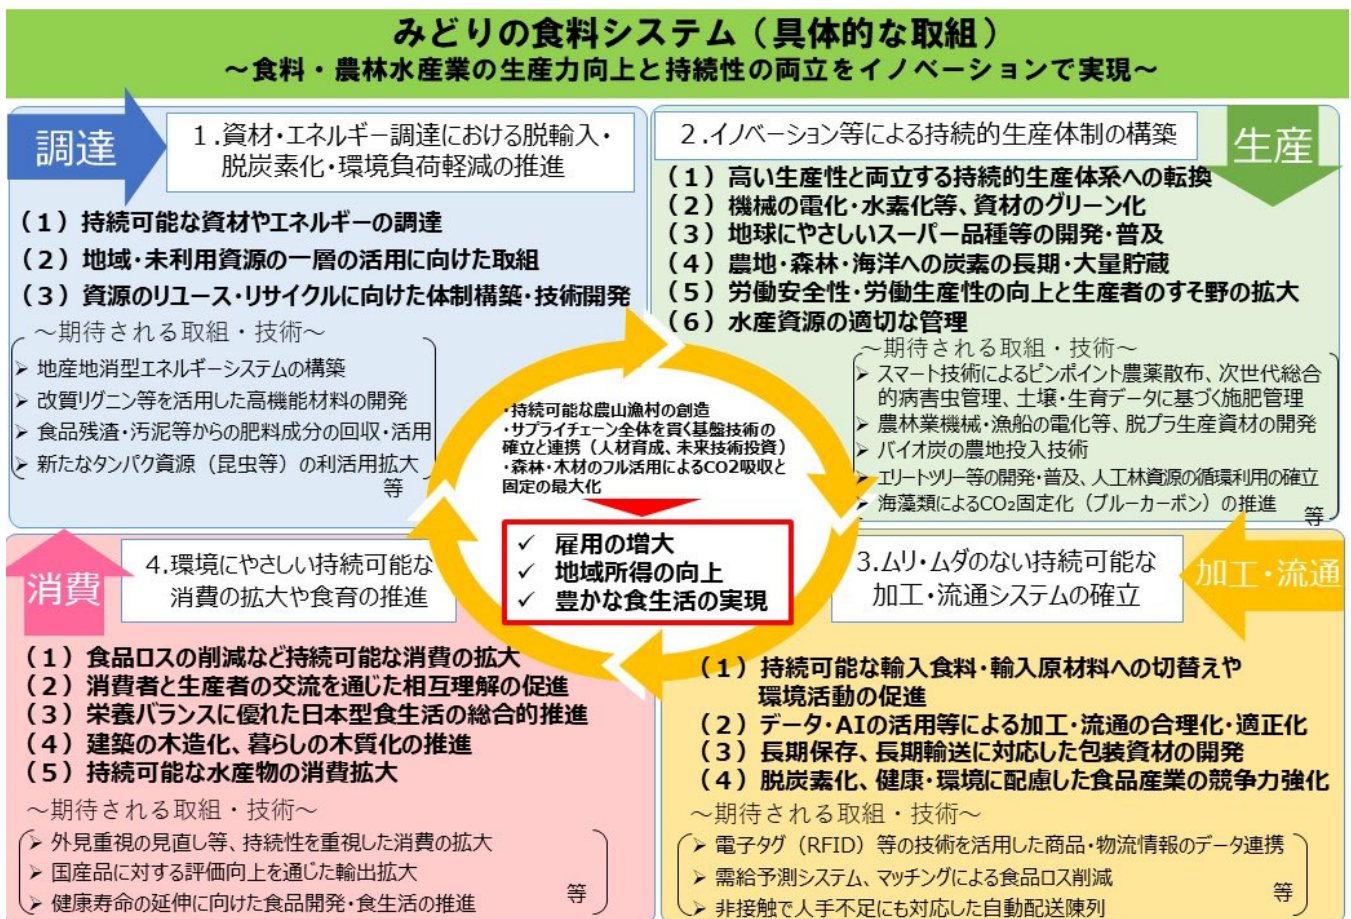 みどりの食料システム（具体的な取組）
～食料・農林水産業の生産力向上と持続性の両立をイノベーションで実現～
調達
1.資材・エネルギー調達における脱輸入・
脱炭素化・環境負荷軽減の推進
（1）持続可能な資材やエネルギーの調達
（2）地域・未利用資源の一層の活用に向けた取組
（3）資源のリユース・リサイクルに向けた体制構築・技術開発
～期待される取組・技術～
➢ 地産地消型エネルギーシステムの構築
➢ 改質リグニン等を活用した高機能材料の開発
➢ 食品残渣・汚泥等からの肥料成分の回収・活用
➢ 新たなタンパク資源（昆虫等）の利活用拡大
等
2.イノベーション等による持続的生産体制の構築
生産
（1）高い生産性と両立する持続的生産体系への転換
（2）機械の電化・水素化等、資材のグリーン化
（3）地球にやさしいスーパー品種等の開発・普及
（4）農地・森林・海洋への炭素の長期・大量貯蔵
（5）労働安全性・労働生産性の向上と生産者のすそ野の拡大
（6）水産資源の適切な管理
～期待される取組・技術～
➢ スマート技術によるピンポイント農薬散布、次世代総合
的病害虫管理、土壌・生育データに基づく施肥管理
➢ 農林業機械・漁船の電化等、脱プラ生産資材の開発
➢ バイオ炭の農地投入技術
➢ エリートツリー等の開発・普及、人工林資源の循環利用の確立
➢ 海藻類によるCO₂固定化（ブルーカーボン）の推進
等
・持続可能な農山漁村の創造
・サプライチェーン全体を貫く基盤技術の
確立と連携（人材育成、未来技術投資）
・森林・木材のフル活用によるCO2吸収と
固定の最大化
✓ 雇用の増大
✓ 地域所得の向上
✓ 豊かな食生活の実現
3.ムリ・ムダのない持続可能な
加工・流通システムの確立
加工・流通
（1）持続可能な輸入食料・輸入原材料への切替えや
環境活動の促進
（2）データ・AIの活用等による加工・流通の合理化・適正化
（3）長期保存、長期輸送に対応した包装資材の開発
（4）脱炭素化、健康・環境に配慮した食品産業の競争力強化
～期待される取組・技術～
➢ 電子タグ（RFID）等の技術を活用した商品・物流情報のデータ連携
➢ 需給予測システム、マッチングによる食品ロス削減
➢ 非接触で人手不足にも対応した自動配送陳列
等
消費
4.環境にやさしい持続可能な
消費の拡大や食育の推進
（1）食品ロスの削減など持続可能な消費の拡大
（2）消費者と生産者の交流を通じた相互理解の促進
（3）栄養バランスに優れた日本型食生活の総合的推進
（4）建築の木造化、暮らしの木質化の推進
（5）持続可能な水産物の消費拡大
～期待される取組・技術～
➢ 外見重視の見直し等、持続性を重視した消費の拡大
➢ 国産品に対する評価向上を通じた輸出拡大
➢ 健康寿命の延伸に向けた食品開発・食生活の推進
等